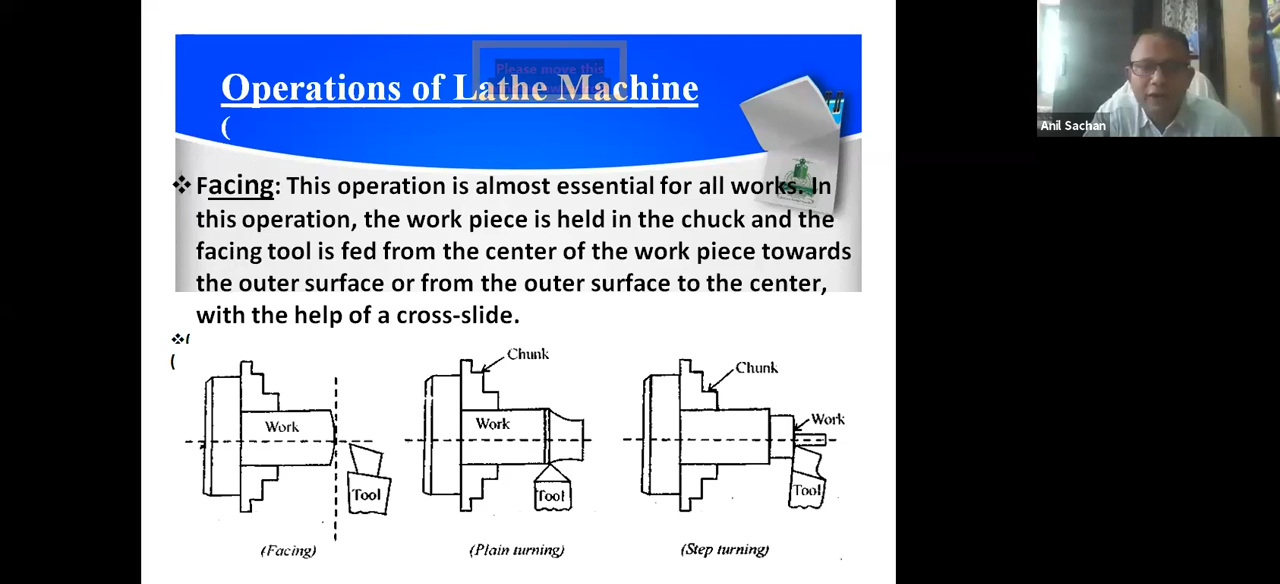 Please move this
Operations of Lathe Machine
(
Anil Sachan
❖ Facing: This operation is almost essential for all works. In
this operation, the work piece is held in the chuck and the
facing tool is fed from the center of the work piece towards
the outer surface or from the outer surface to the center,
with the help of a cross-slide.
❖(
(
Chunk
Chunk
Work
Work
Work
Tool
Tool
Tool
(Facing)
(Plain turning)
(Step turning)